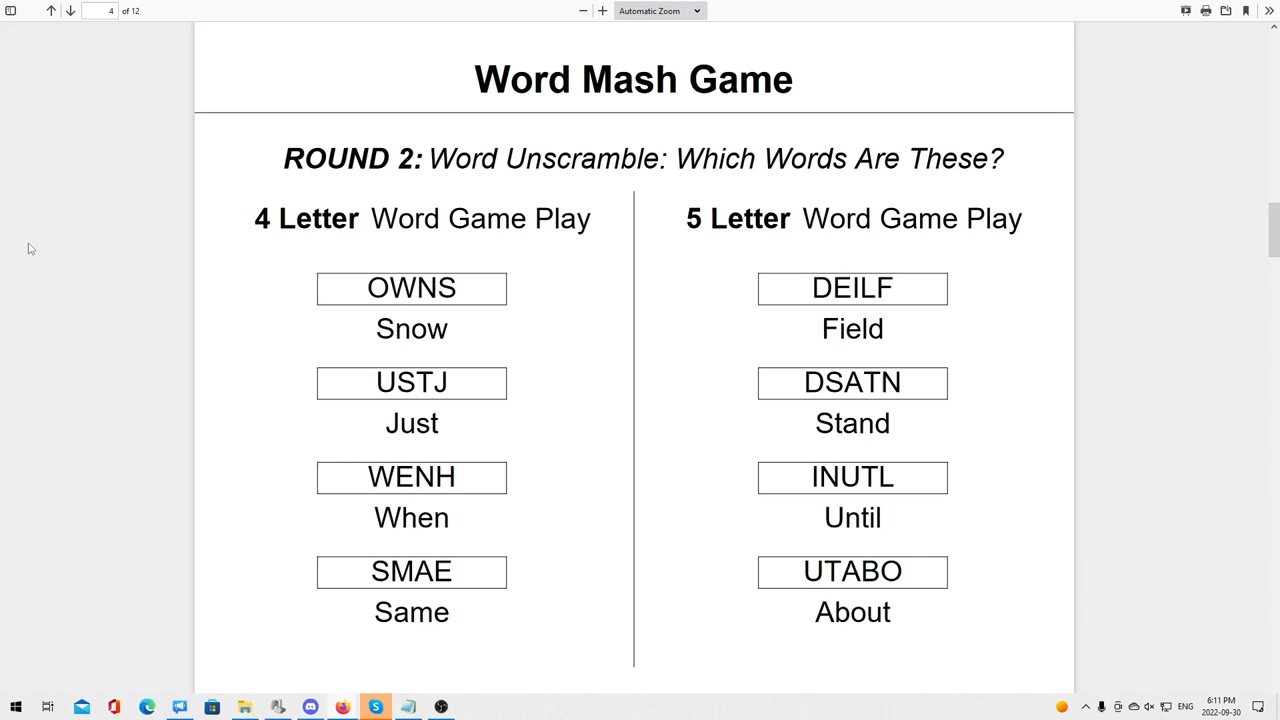 4 of 12
Automatic Zoom
Word Mash Game
ROUND 2: Word Unscramble: Which Words Are These?
4 Letter Word Game Play
OWNS
Snow
USTJ
Just
WENH
When
SMAE
Same
5 Letter Word Game Play
DEILF
Field
DSATN
Stand
INUTL
Until
UTABO
About
ENG
6:11 PM
2022-09-30